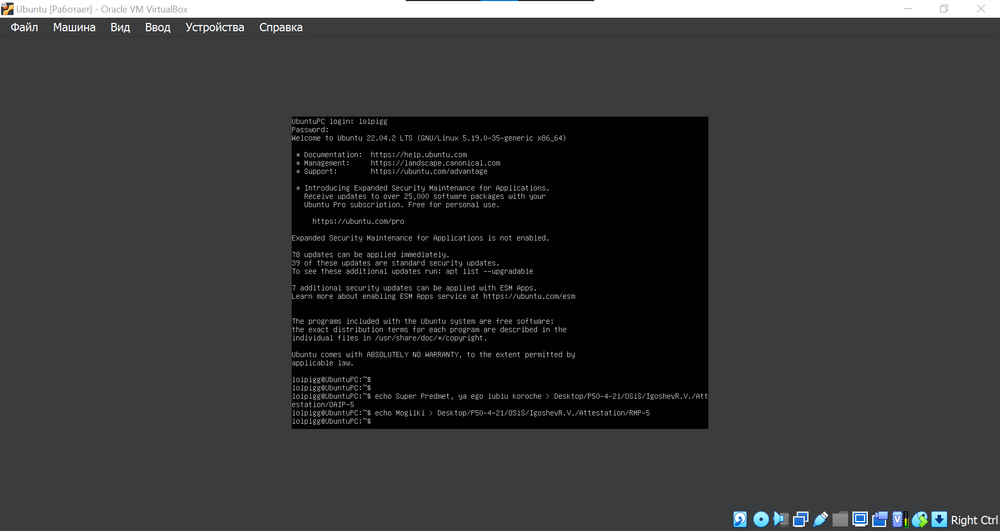 Ubuntu [Работает] - Oracle VM VirtualBox
Файл Машина Вид Ввод Устройства Справка
UbuntuPC login: lolpigg
Password:
Welcome to Ubuntu 22.04.2 LTS (GNU/Linux 5.19.0-35-generic x86_64)
* Documentation: https://help.ubuntu.com
* Management: https://landscape.canonical.com
* Support: https://ubuntu.com/advantage
* Introducing Expanded Security Maintenance for Applications.
Receive updates to over 25,000 software packages with your
Ubuntu Pro subscription. Free for personal use.
https://ubuntu.com/pro
Expanded Security Maintenance for Applications is not enabled.
78 updates can be applied immediately.
39 of these updates are standard security updates.
To see these additional updates run: apt list --upgradable
7 additional security updates can be applied with ESM Apps.
Learn more about enabling ESM Apps service at https://ubuntu.com/esm
The programs included with the Ubuntu system are free software;
the exact distribution terms for each program are described in the
individual files in /usr/share/doc/*/copyright.
Ubuntu comes with ABSOLUTELY NO WARRANTY, to the extent permitted by
applicable law.
lolpigg@UbuntuPC:~$
lolpigg@UbuntuPC:~$
lolpigg@UbuntuPC:~$ echo Super Predmet, ya ego lublu koroche > Desktop/P50-4-21/OSiS/IgoshevR.V./Att
estation/OAIP-5
lolpigg@UbuntuPC:~$ echo Mogilki > Desktop/P50-4-21/OSiS/IgoshevR.V./Attestation/RMP-5
lolpigg@UbuntuPC:~$
Right Ctrl